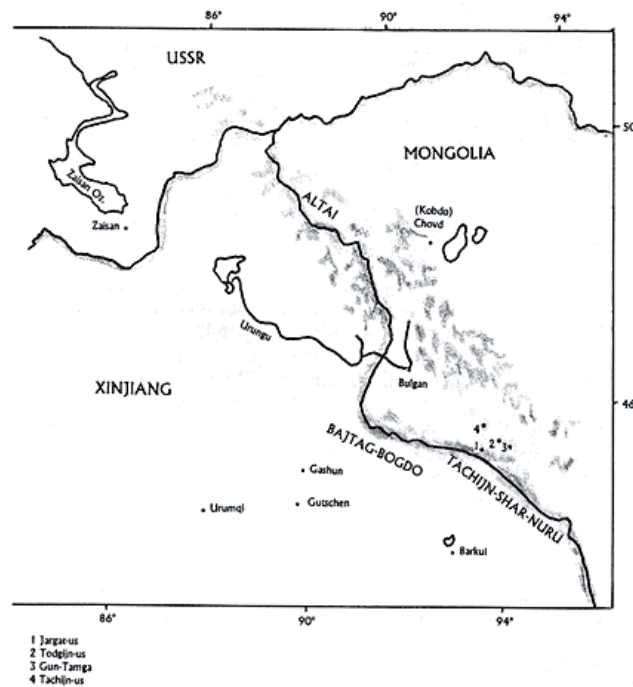 86° 90° 94°
USSR
50
MONGOLIA
Zaisan Oz.
ALTAI
(Kobdo)
Chovd
Zaisan
Urungu
XINJIANG
Bulgan
46
4*
1 2* 3*
BAJTAG-BOGDO
TACHIJN-SHAR-NURU
Gashun
Urumqi
Gutschen
Barkul
86° 90° 94°
1 Jargat-us
2 Todgijn-us
3 Gun-Tamga
4 Tachijn-us